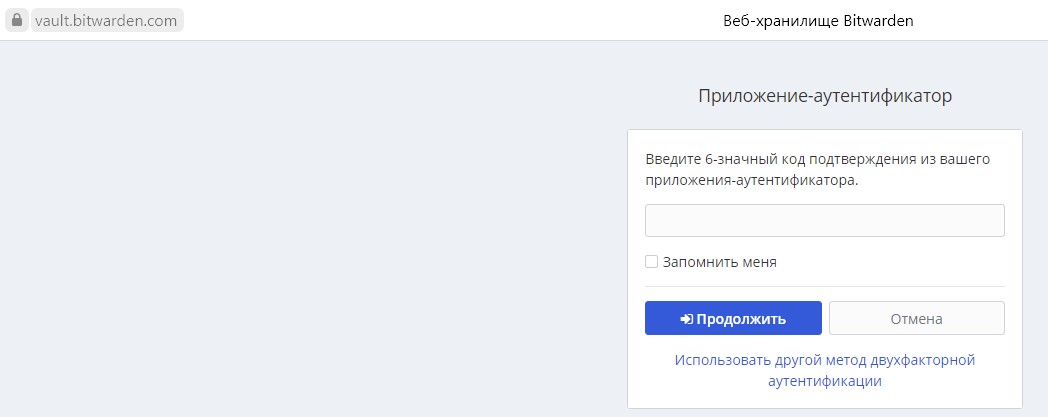 vault.bitwarden.com
Веб-хранилище Bitwarden
Приложение-аутентификатор
Введите 6-значный код подтверждения из вашего
приложения-аутентификатора.
Запомнить меня
Продолжить
Отмена
Использовать другой метод двухфакторной
аутентификации